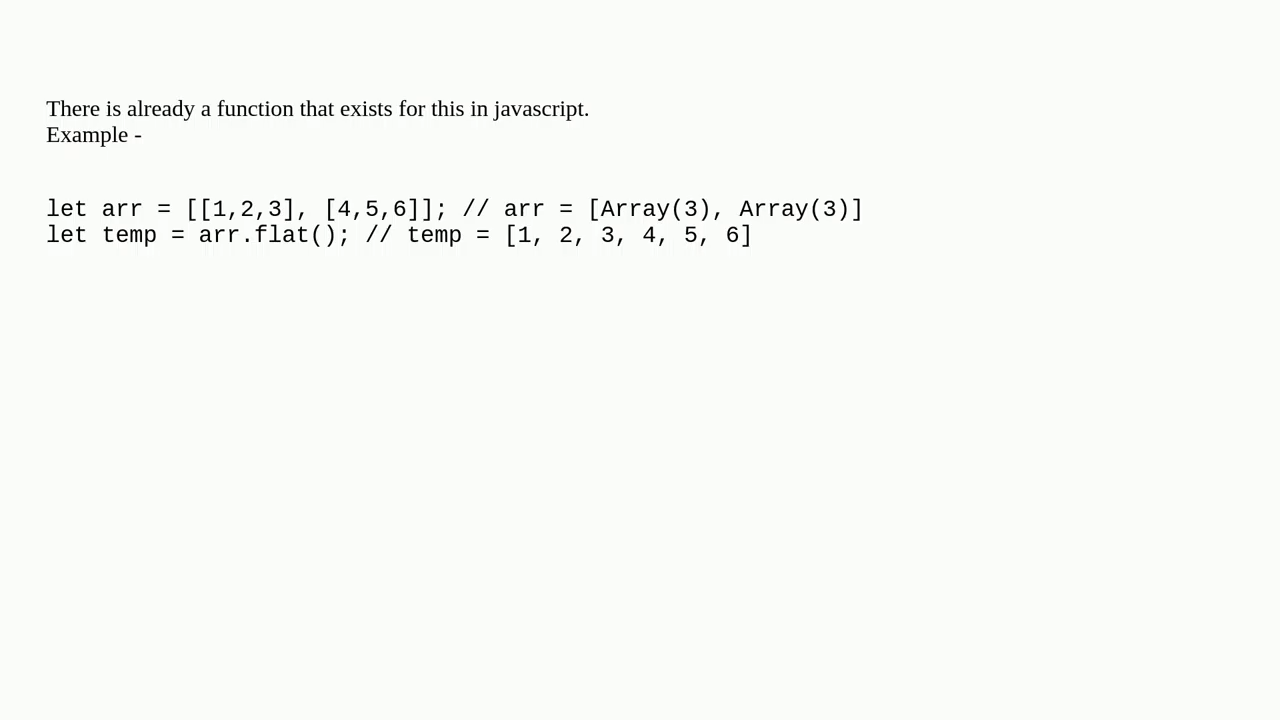 There is already a function that exists for this in javascript.
Example -
let arr = [[1,2,3], [4,5,6]]; // arr = [Array(3), Array(3)]
let temp = arr.flat(); // temp = [1, 2, 3, 4, 5, 6]